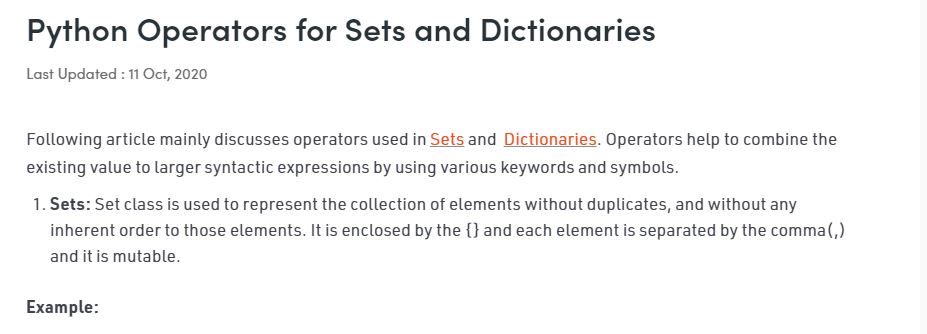 Python Operators for Sets and Dictionaries
Last Updated : 11 Oct, 2020
Following article mainly discusses operators used in Sets and Dictionaries. Operators help to combine the
existing value to larger syntactic expressions by using various keywords and symbols.
1. Sets: Set class is used to represent the collection of elements without duplicates, and without any
inherent order to those elements. It is enclosed by the {} and each element is separated by the comma(,)
and it is mutable.
Example: